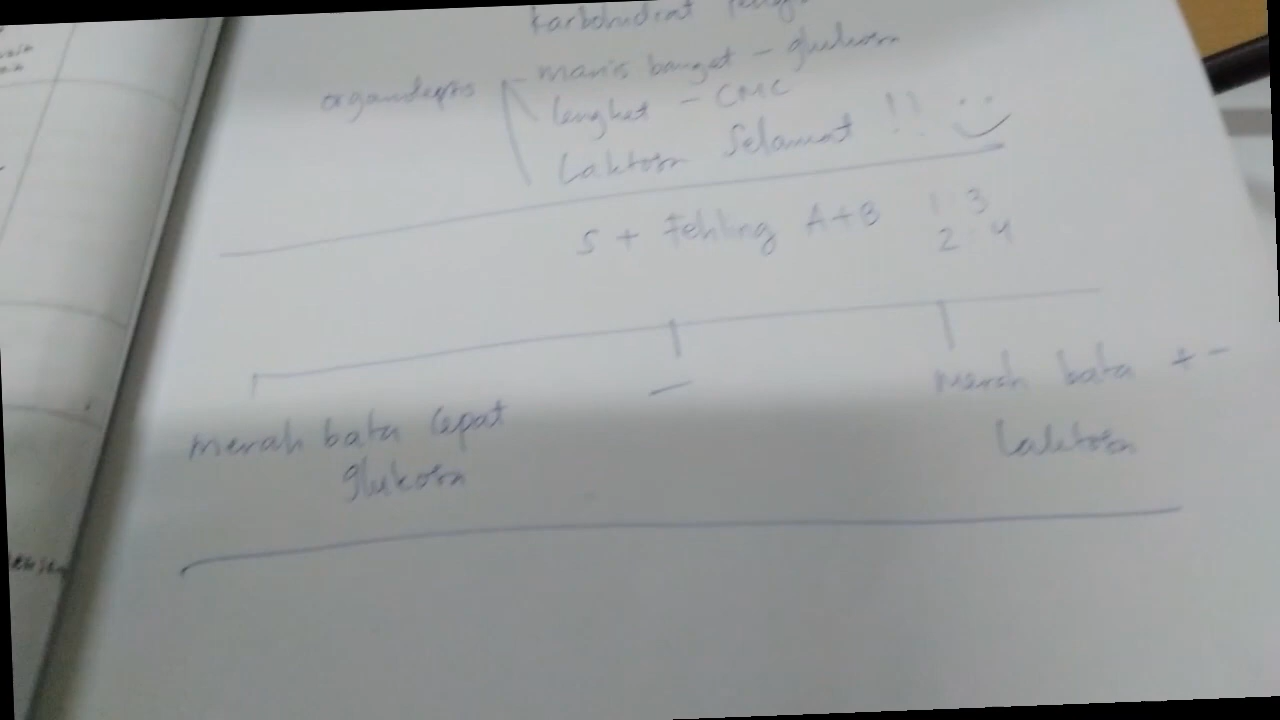 karbohidrat
organoleptis manis banget - glukosa
lengket - CMC
Laktosa Selamat !!
S + Fehling A+B 1 : 3
2 : 4
merah bata cepat
glukosa
—
Merah bata + -
Laktosa